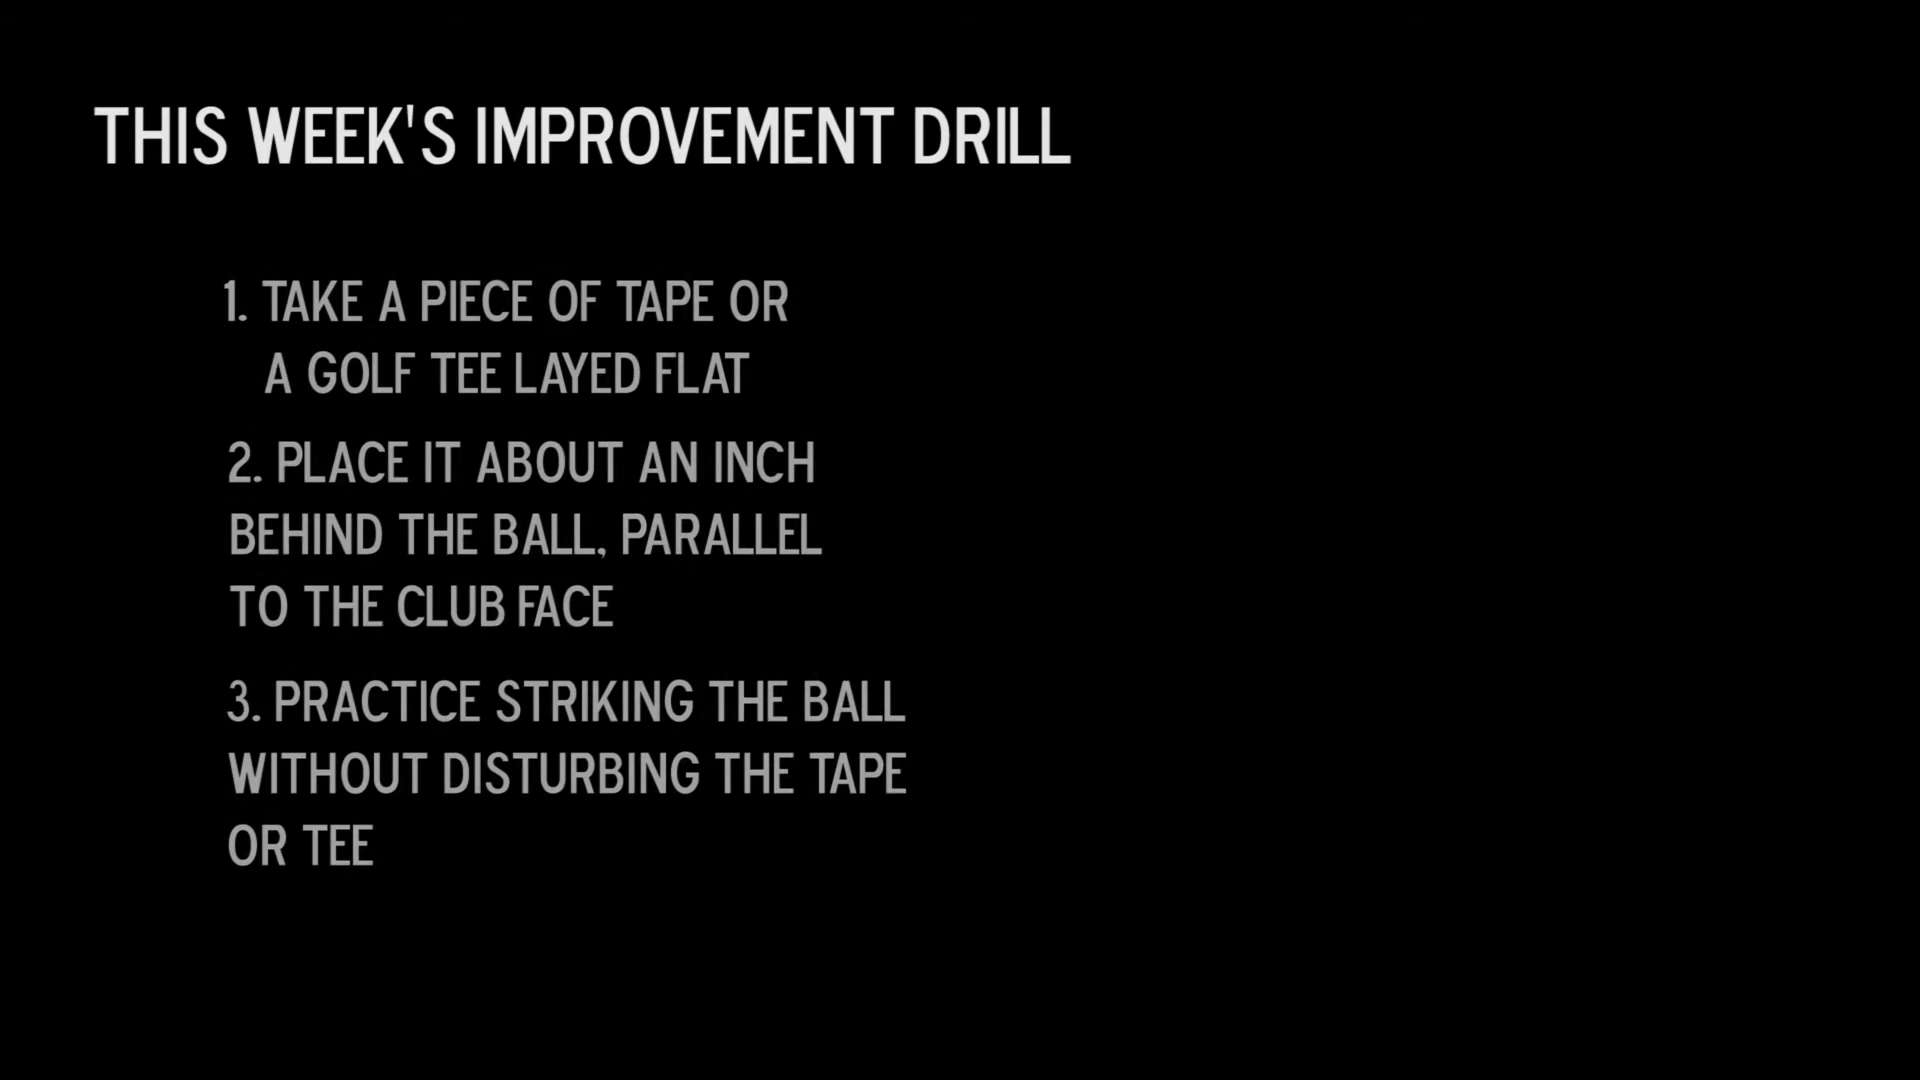 THIS WEEK'S IMPROVEMENT DRILL
1. TAKE A PIECE OF TAPE OR
A GOLF TEE LAYED FLAT
2. PLACE IT ABOUT AN INCH
BEHIND THE BALL, PARALLEL
TO THE CLUB FACE
3. PRACTICE STRIKING THE BALL
WITHOUT DISTURBING THE TAPE
OR TEE